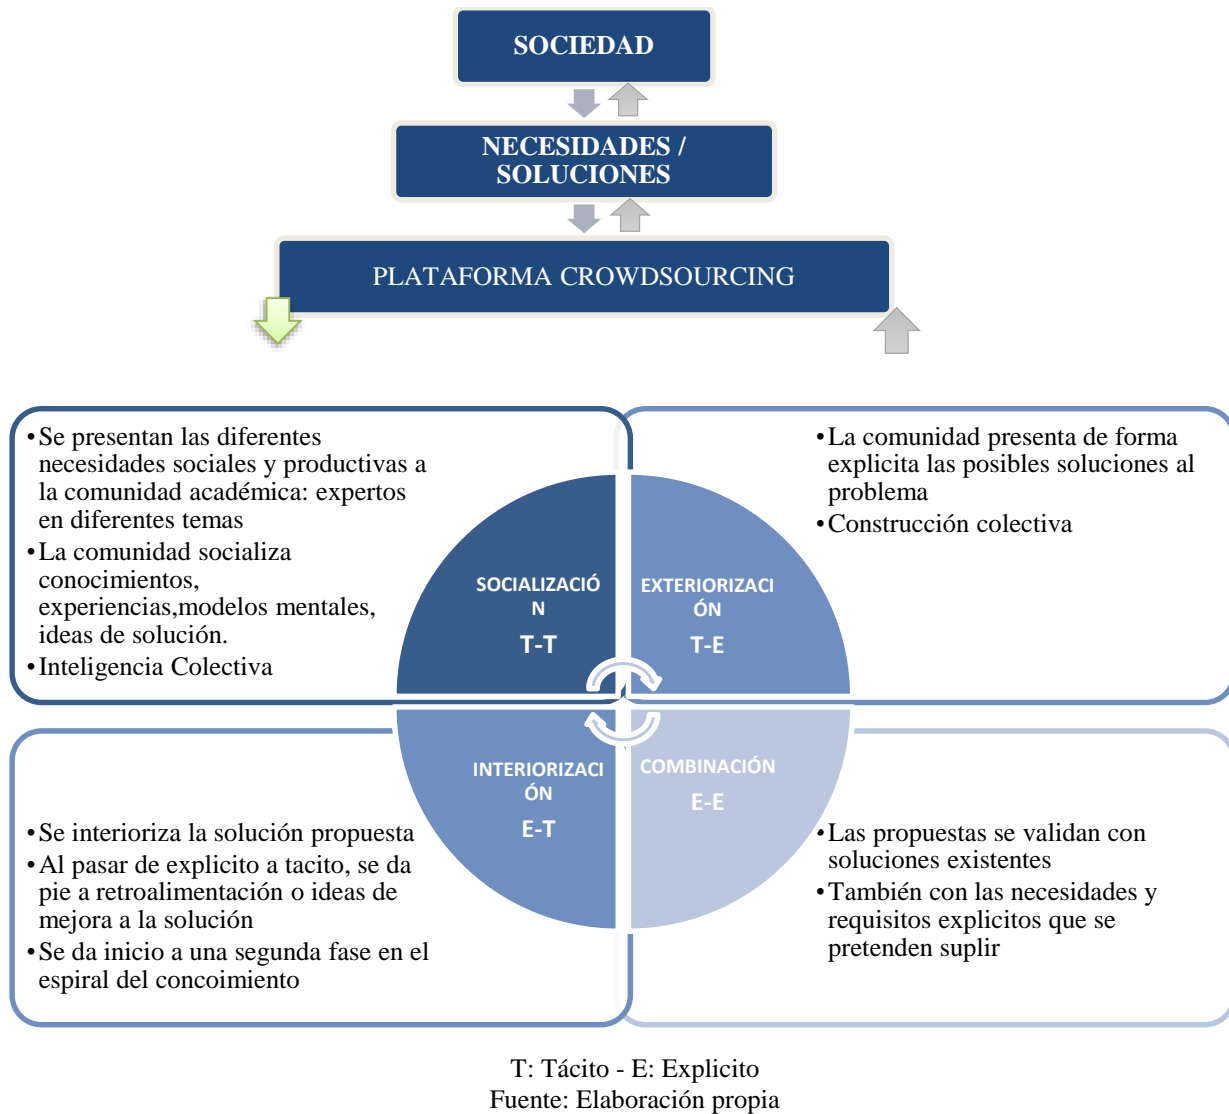 SOCIEDAD
NECESIDADES /
SOLUCIONES
PLATAFORMA CROWDSOURCING
•Se presentan las diferentes
necesidades sociales y productivas a
la comunidad académica: expertos
en diferentes temas
•La comunidad socializa
conocimientos,
experiencias,modelos mentales,
ideas de solución.
•Inteligencia Colectiva
SOCIALIZACIÓ
N
T-T
EXTERIORIZACI
ÓN
T-E
•La comunidad presenta de forma
explicita las posibles soluciones al
problema
•Construcción colectiva
•Se interioriza la solución propuesta
•Al pasar de explicito a tacito, se da
pie a retroalimentación o ideas de
mejora a la solución
•Se da inicio a una segunda fase en el
espiral del concoimiento
INTERIORIZACI
ÓN
E-T
COMBINACIÓN
E-E
•Las propuestas se validan con
soluciones existentes
•También con las necesidades y
requisitos explicitos que se
pretenden suplir
T: Tácito - E: Explicito
Fuente: Elaboración propia